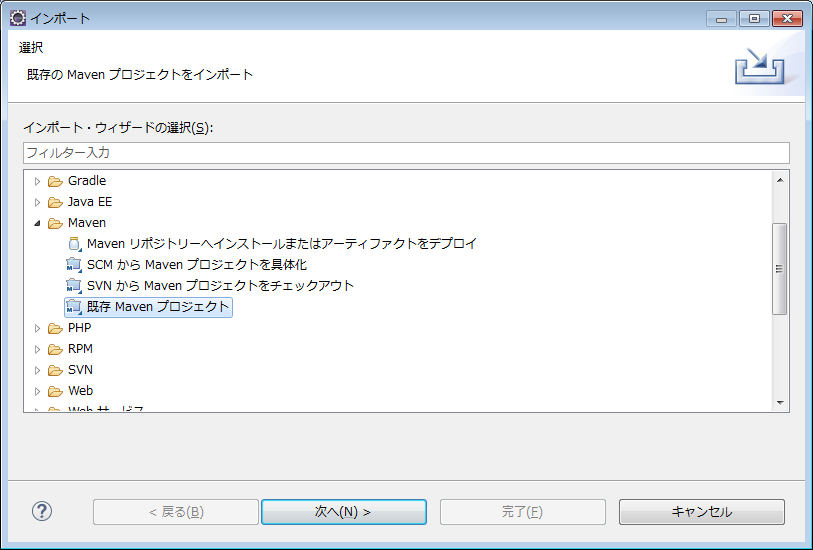 インポート
選択
既存の Maven プロジェクトをインポート
インポート・ウィザードの選択(S):
フィルター入力
Gradle
Java EE
Maven
Maven リポジトリーへインストールまたはアーティファクトをデプロイ
SCM から Maven プロジェクトを具体化
SVN から Maven プロジェクトをチェックアウト
既存 Maven プロジェクト
PHP
RPM
SVN
Web
Web サービス
< 戻る(B)
次へ(N) >
完了(F)
キャンセル